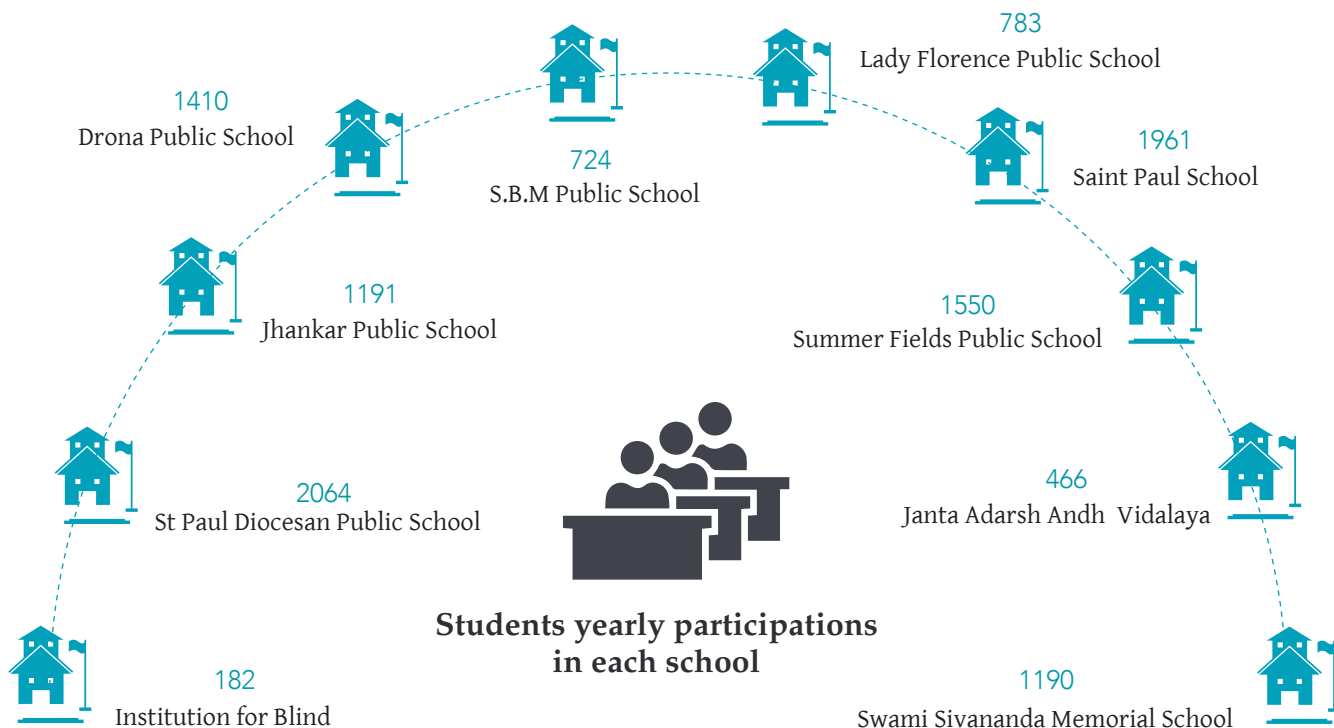 783
Lady Florence Public School
1410
Drona Public School
724
S.B.M Public School
1961
Saint Paul School
1191
Jhankar Public School
1550
Summer Fields Public School
2064
St Paul Diocesan Public School
466
Janta Adarsh Andh Vidalaya
Students yearly participations
in each school
182
Institution for Blind
1190
Swami Sivananda Memorial School